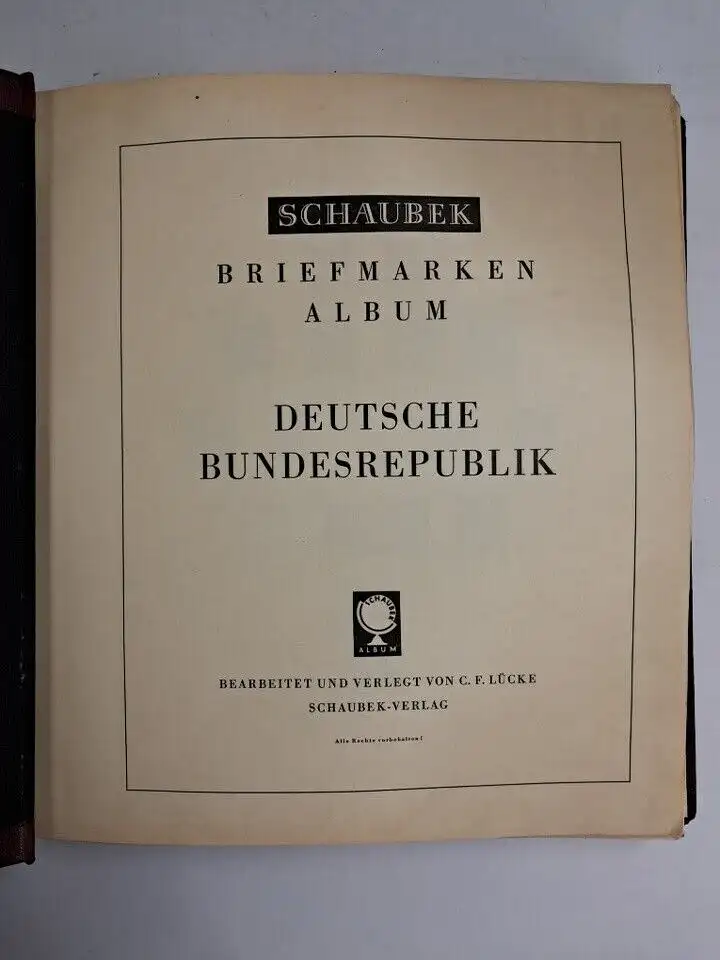 SCHAUBEK
BRIEFMARKEN
ALBUM
DEUTSCHE
BUNDESREPUBLIK
SCHAUBEK
ALBUM
BEARBEITET UND VERLEGT VON C. F. LÜCKE
SCHAUBEK-VERLAG
Alle Rechte vorbehalten!